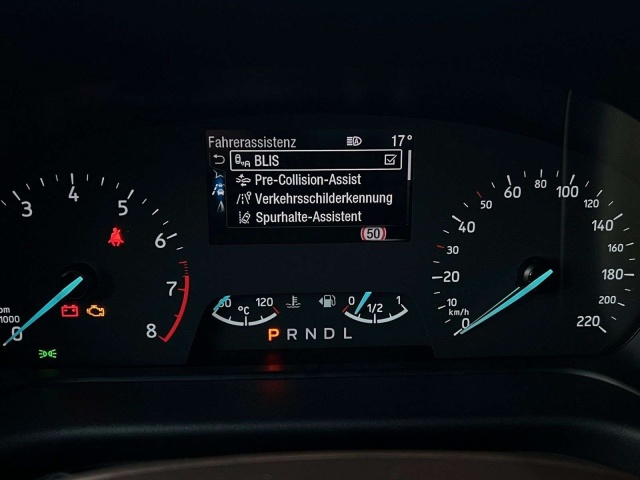 Fahrerassistenz 17°
BLIS
Pre-Collision-Assist
Verkehrsschilderkennung
Spurhalte-Assistent
50
0 3 4 5 6 7 8
1000
°C 120
0 1/2 1
P R N D L
0 10 20 30 40 50 60 80 100 120 140 160 180 200 220
km/h